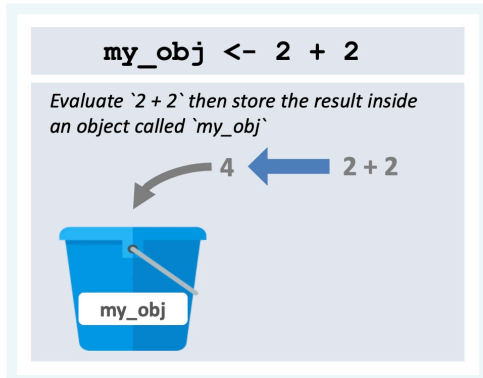 my_obj <- 2 + 2
Evaluate `2 + 2` then store the result inside
an object called `my_obj`
4 2 + 2
my_obj